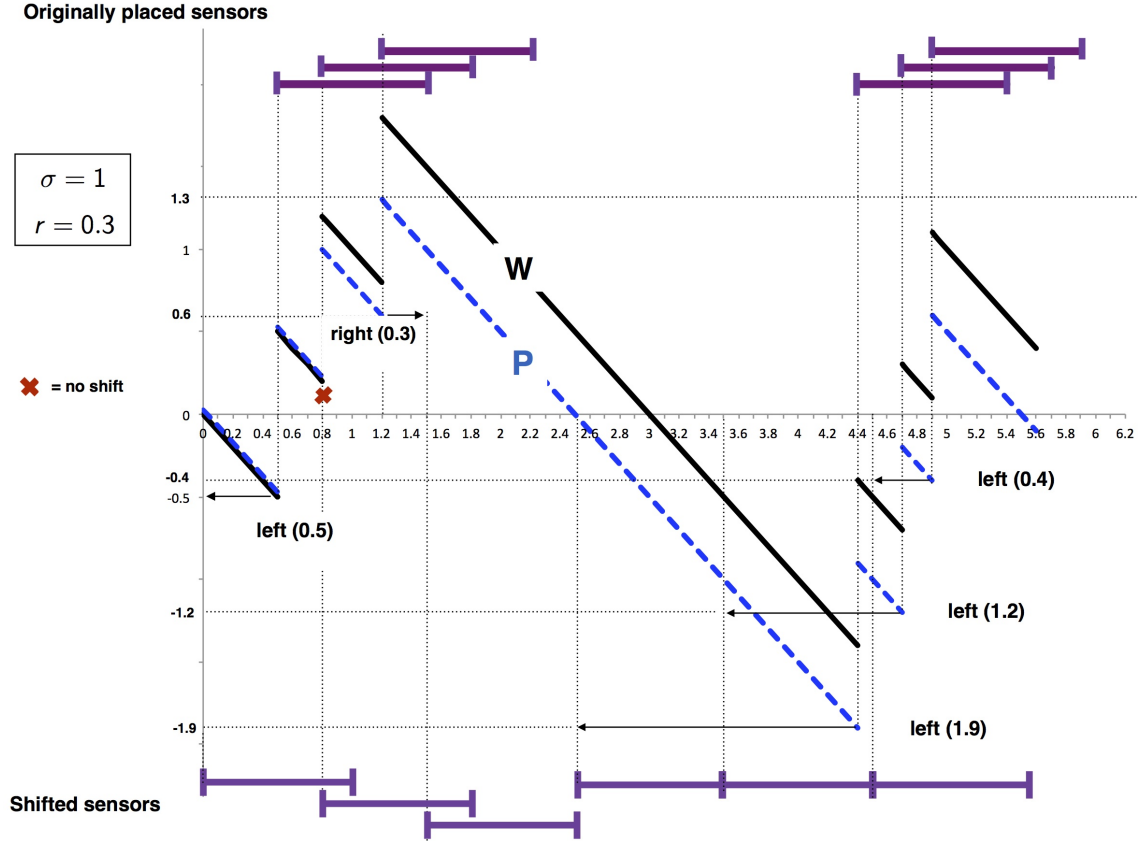 Originally placed sensors
σ = 1
r = 0.3
1.3
1
0.6
0
-0.4
-0.5
-1.2
-1.9
W
P
right (0.3)
= no shift
0 0.2 0.4 0.6 0.8 1 1.2 1.4 1.6 1.8 2 2.2 2.4 2.6 2.8 3 3.2 3.4 3.6 3.8 4 4.2 4.4 4.6 4.8 5 5.2 5.4 5.6 5.8 6 6.2
left (0.4)
left (0.5)
left (1.2)
left (1.9)
Shifted sensors